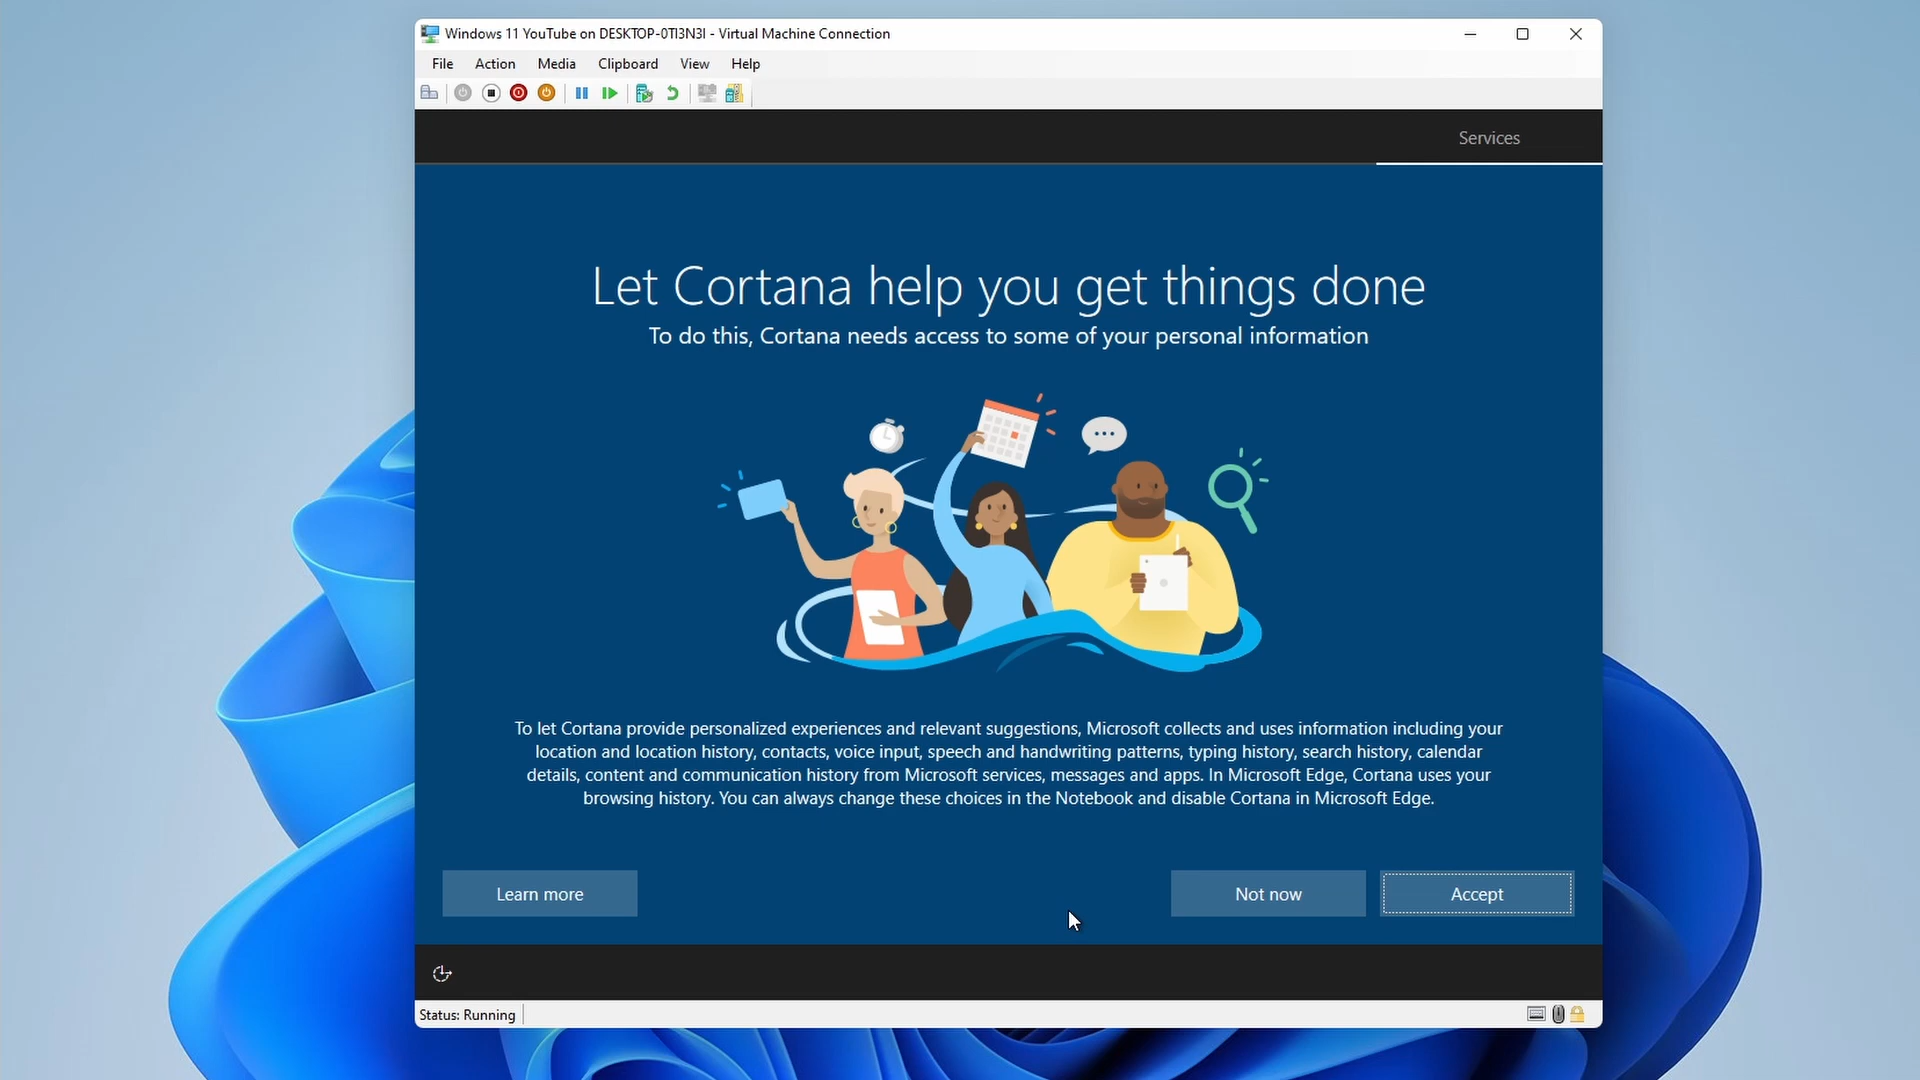 Windows 11 YouTube on DESKTOP-0TI3N3I - Virtual Machine Connection
File Action Media Clipboard View Help
Services
Let Cortana help you get things done
To do this, Cortana needs access to some of your personal information
To let Cortana provide personalized experiences and relevant suggestions, Microsoft collects and uses information including your
location and location history, contacts, voice input, speech and handwriting patterns, typing history, search history, calendar
details, content and communication history from Microsoft services, messages and apps. In Microsoft Edge, Cortana uses your
browsing history. You can always change these choices in the Notebook and disable Cortana in Microsoft Edge.
Learn more Not now Accept
Status: Running